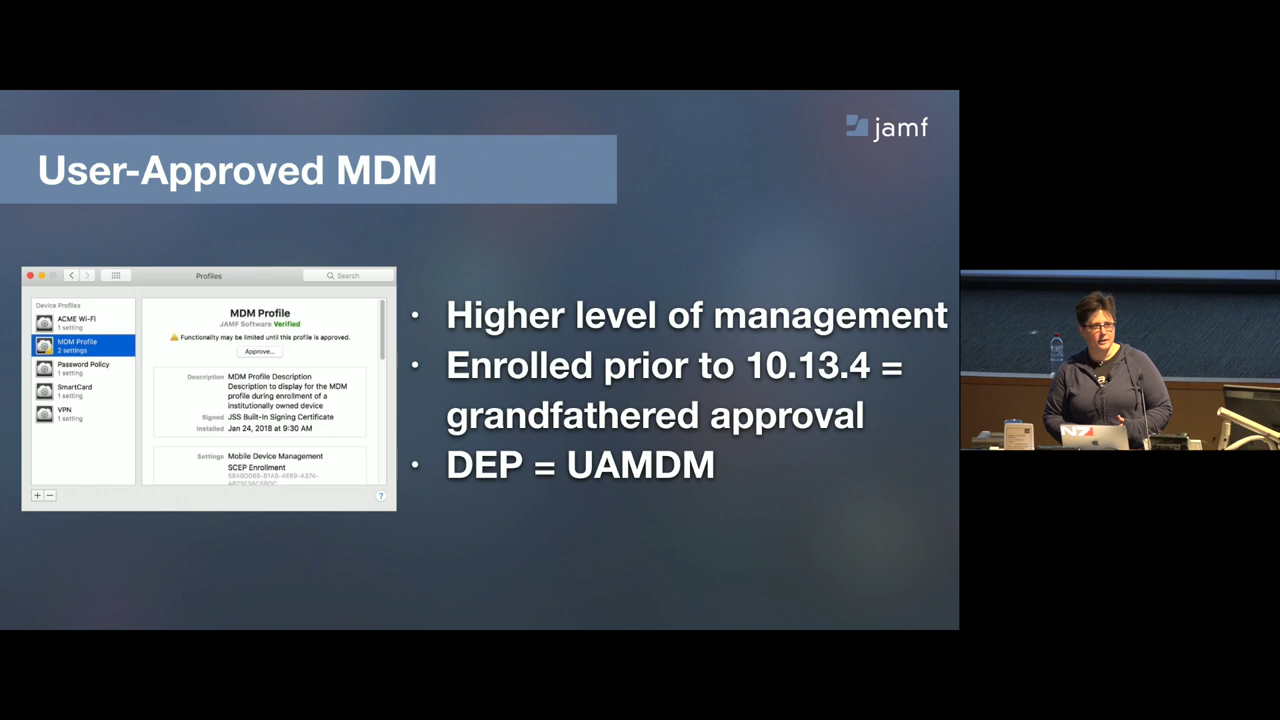 jamf
User-Approved MDM
Profiles
Search
Device Profiles
ACME Wi-Fi
1 setting
MDM Profile
2 settings
Password Policy
1 setting
SmartCard
1 setting
VPN
1 setting
MDM Profile
JAMF Software Verified
Functionality may be limited until this profile is approved.
Approve...
Description MDM Profile Description
Description to display for the MDM
profile during enrollment of a
institutionally owned device
Signed JSS Built-In Signing Certificate
Installed Jan 24, 2018 at 9:30 AM
Settings Mobile Device Management
SCEP Enrollment
+ −
?
· Higher level of management
· Enrolled prior to 10.13.4 =
grandfathered approval
· DEP = UAMDM
N7